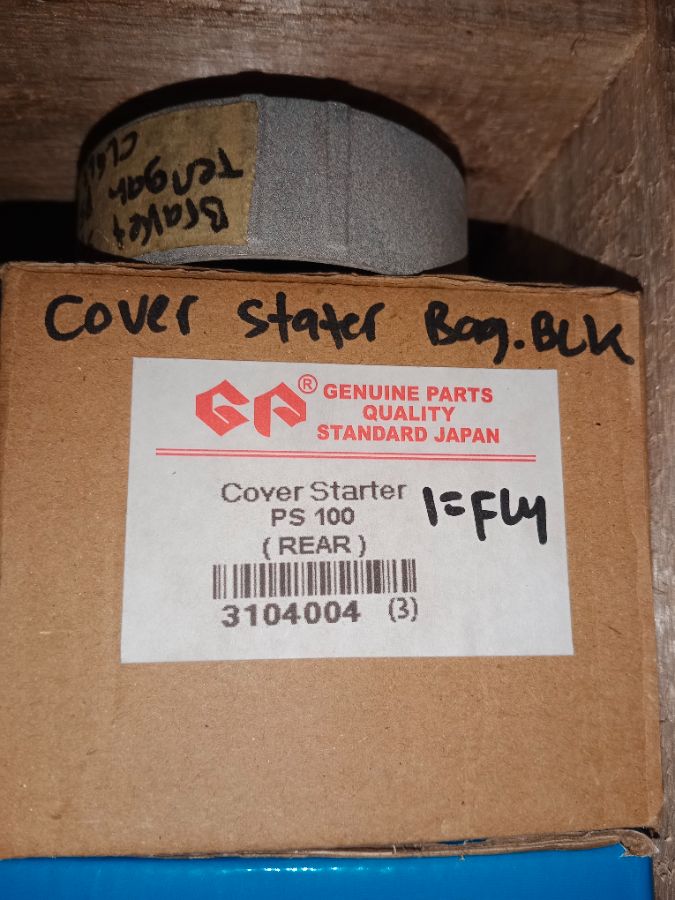 Braket
Tengah
Cover Stater Bag.BLK
GP®
GENUINE PARTS
QUALITY
STANDARD JAPAN
Cover Starter
PS 100
1=Fly
( REAR )
3104004 (3)